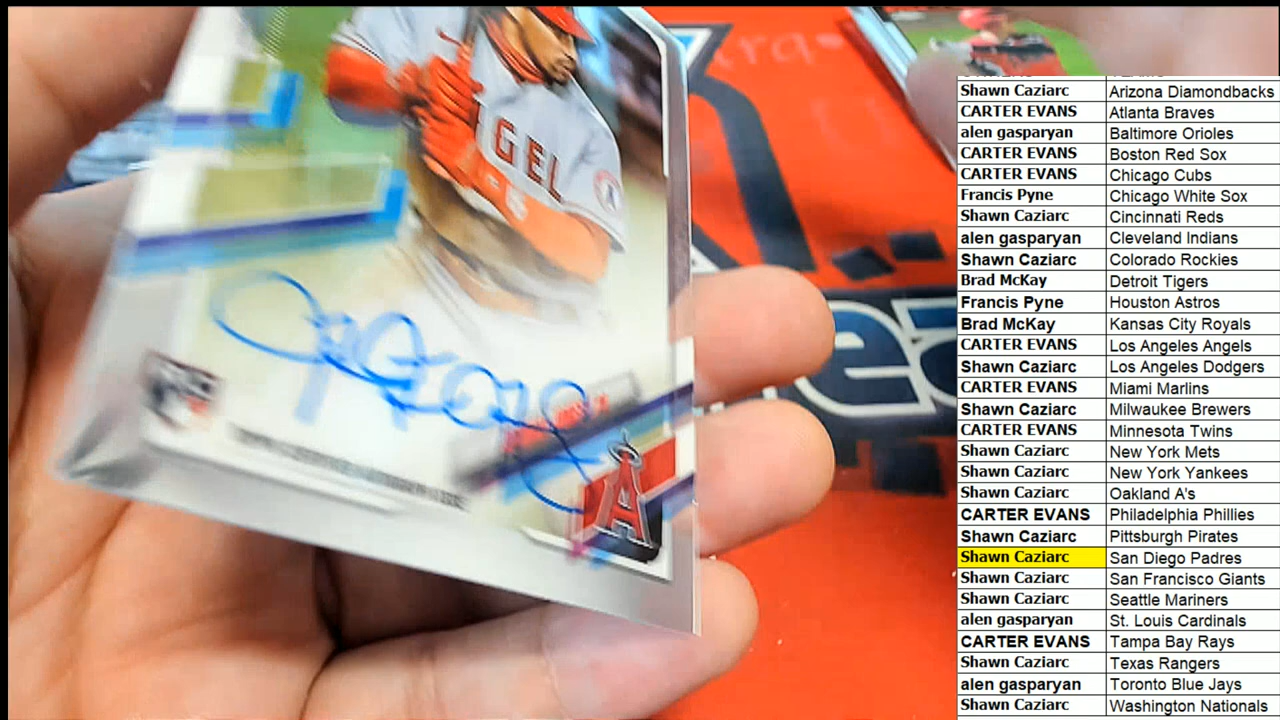 GEL
A
Shawn Caziarc Arizona Diamondbacks
CARTER EVANS Atlanta Braves
alen gasparyan Baltimore Orioles
CARTER EVANS Boston Red Sox
CARTER EVANS Chicago Cubs
Francis Pyne Chicago White Sox
Shawn Caziarc Cincinnati Reds
alen gasparyan Cleveland Indians
Shawn Caziarc Colorado Rockies
Brad McKay Detroit Tigers
Francis Pyne Houston Astros
Brad McKay Kansas City Royals
CARTER EVANS Los Angeles Angels
Shawn Caziarc Los Angeles Dodgers
CARTER EVANS Miami Marlins
Shawn Caziarc Milwaukee Brewers
CARTER EVANS Minnesota Twins
Shawn Caziarc New York Mets
Shawn Caziarc New York Yankees
Shawn Caziarc Oakland A's
CARTER EVANS Philadelphia Phillies
Shawn Caziarc Pittsburgh Pirates
Shawn Caziarc San Diego Padres
Shawn Caziarc San Francisco Giants
Shawn Caziarc Seattle Mariners
alen gasparyan St. Louis Cardinals
CARTER EVANS Tampa Bay Rays
Shawn Caziarc Texas Rangers
alen gasparyan Toronto Blue Jays
Shawn Caziarc Washington Nationals